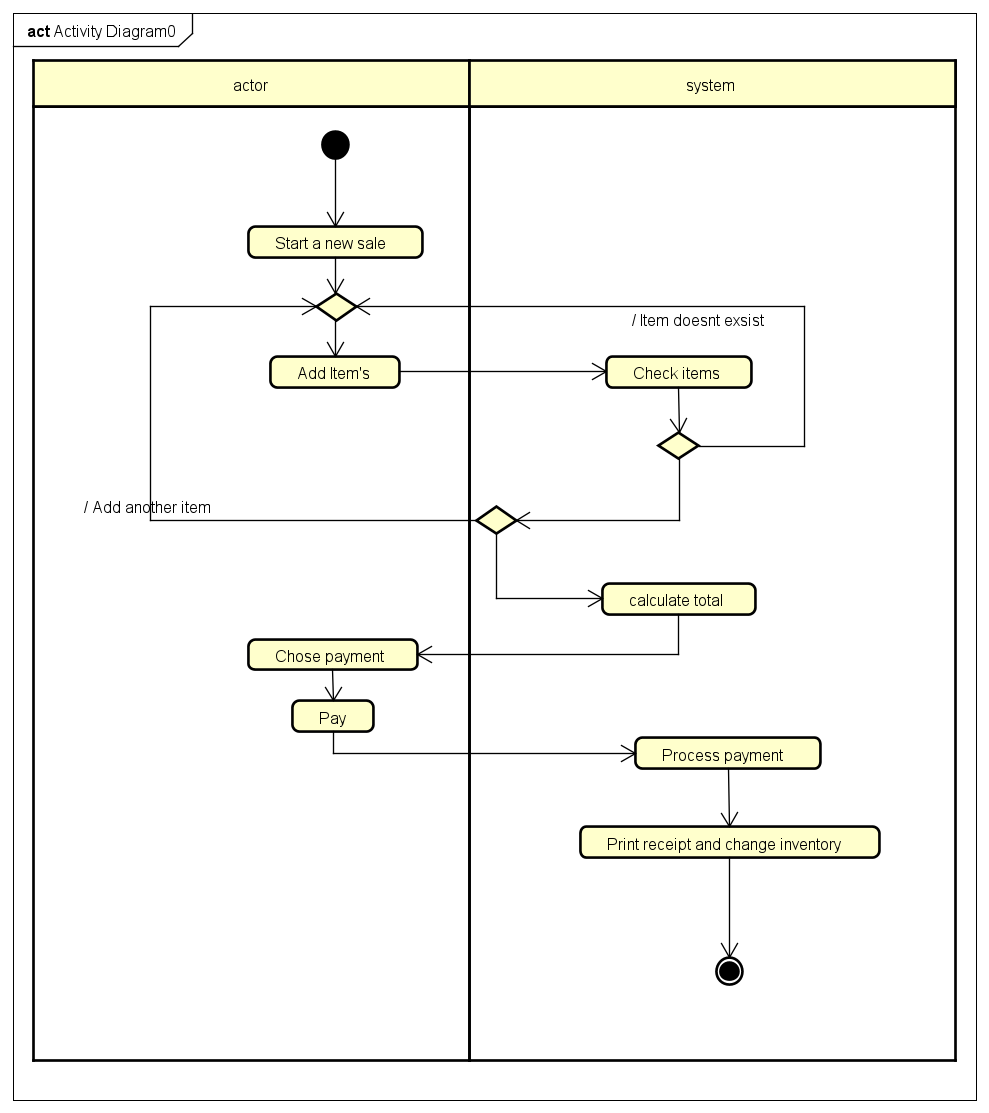 act Activity Diagram0
actor
system
Start a new sale
/ Item doesnt exsist
Add Item's
Check items
/ Add another item
calculate total
Chose payment
Pay
Process payment
Print receipt and change inventory